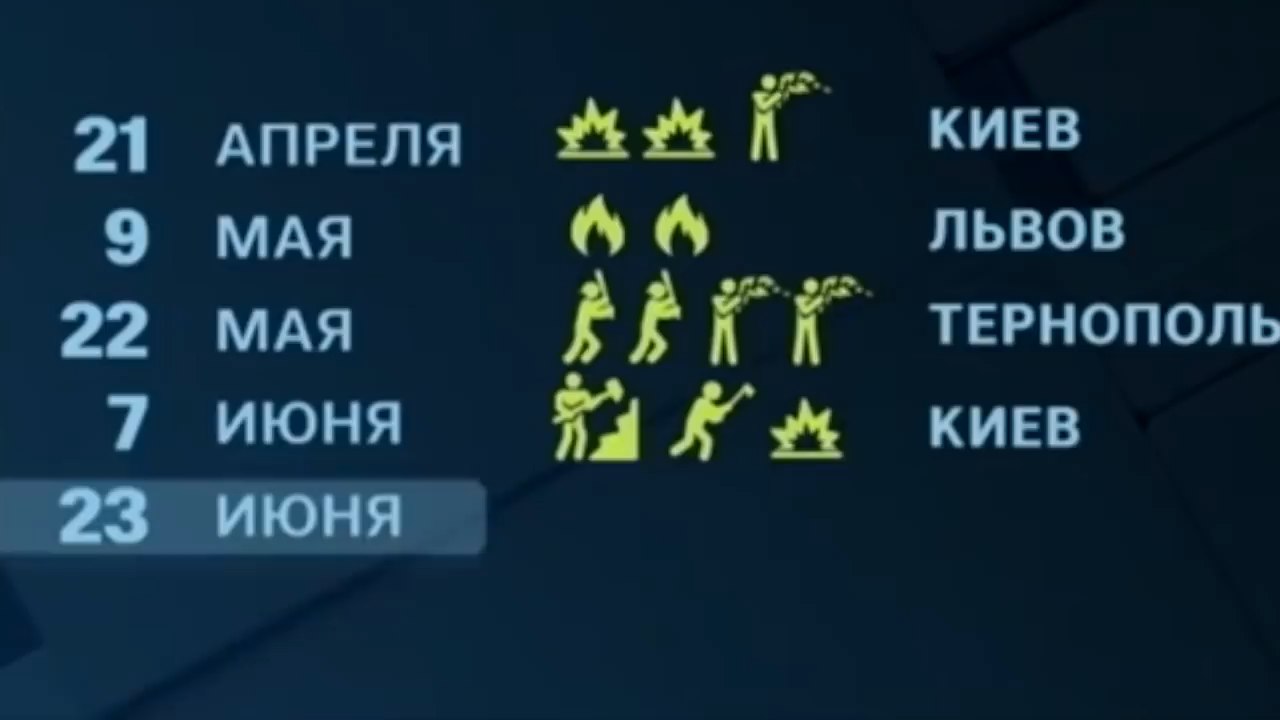 21 АПРЕЛЯ КИЕВ
9 МАЯ ЛЬВОВ
22 МАЯ ТЕРНОПОЛЬ
7 ИЮНЯ КИЕВ
23 ИЮНЯ